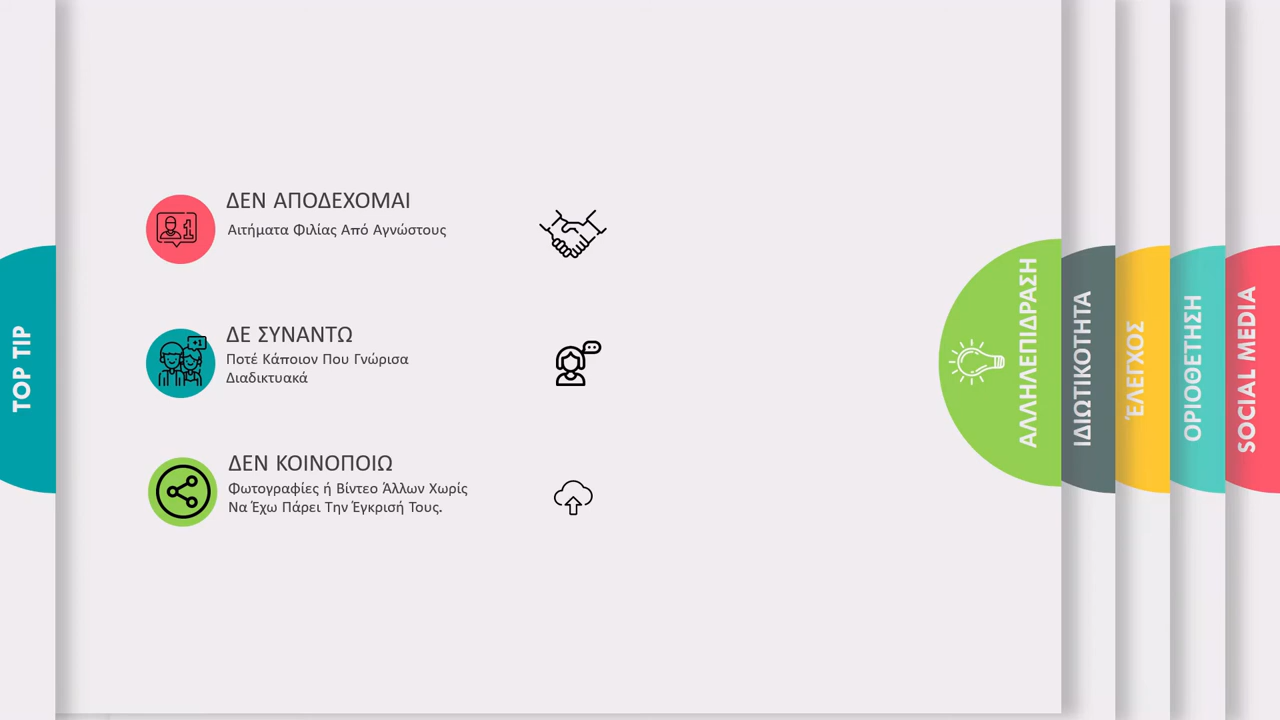 TOP TIP
ΔΕΝ ΑΠΟΔΕΧΟΜΑΙ
Αιτήματα Φιλίας Από Αγνώστους
ΔΕ ΣΥΝΑΝΤΩ
Ποτέ Κάποιον Που Γνώρισα
Διαδικτυακά
+1
ΔΕΝ ΚΟΙΝΟΠΟΙΩ
Φωτογραφίες ή Βίντεο Άλλων Χωρίς
Να Έχω Πάρει Την Έγκρισή Τους.
ΑΛΛΗΛΕΠΙΔΡΑΣΗ
ΙΔΙΩΤΙΚΟΤΗΤΑ
ΈΛΕΓΧΟΣ
ΟΡΙΟΘΕΤΗΣΗ
SOCIAL MEDIA